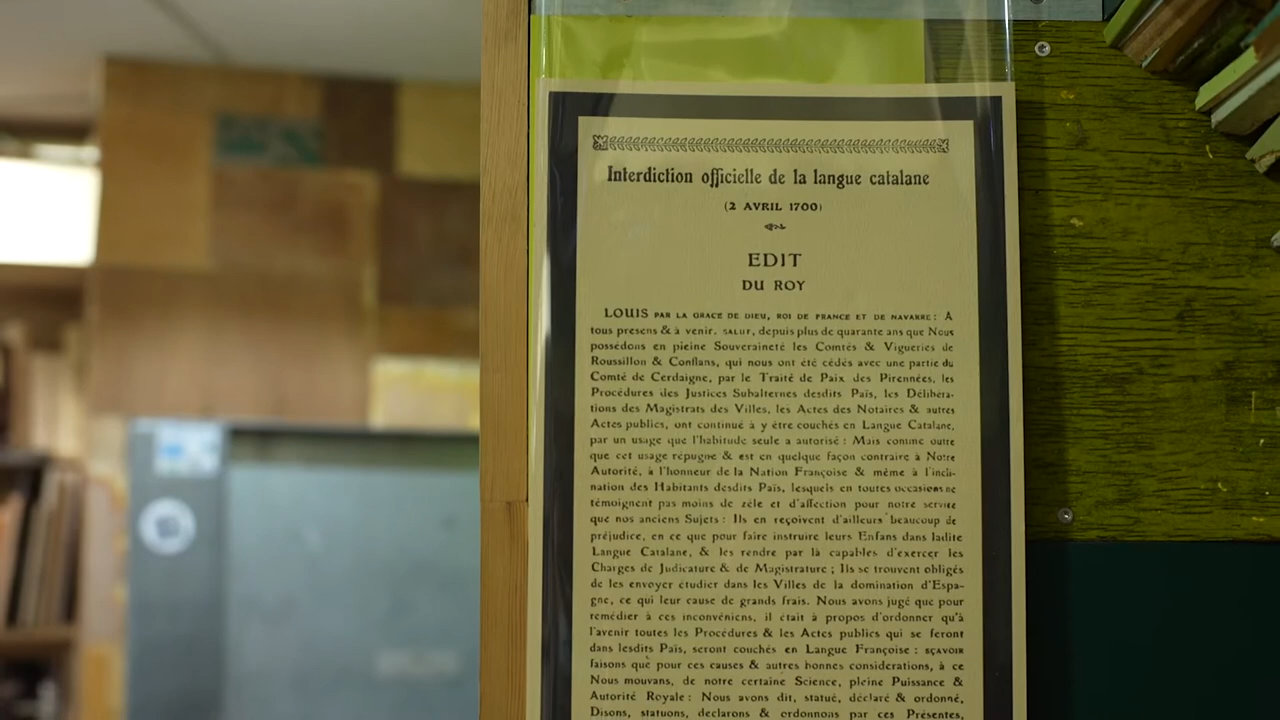 Interdiction officielle de la langue catalane
(2 AVRIL 1700)
EDIT
DU ROY
LOUIS PAR LA GRACE DE DIEU, ROI DE FRANCE ET DE NAVARRE : A
tous presens & à venir. SALUT, depuis plus de quarante ans que Nous
possédons en pleine Souveraineté les Comtés & Vigueries de
Roussillon & Conflans, qui nous ont été cédés avec une partie du
Comté de Cerdaigne, par le Traité de Paix des Pirennées, les
Procédures des Justices Subalternes desdits Païs, les Délibera-
tions des Magistrats des Villes, les Actes des Notaires & autres
Actes publics, ont continué à y être couchés en Langue Catalane,
par un usage que l'habitude seule a autorisé : Mais comme outre
que cet usage répugne & est en quelque façon contraire à Notre
Autorité, à l'honneur de la Nation Françoise & même à l'incli-
nation des Habitants desdits Païs, lesquels en toutes occasions ne
témoignent pas moins de zèle et d'affection pour notre service
que nos anciens Sujets : Ils en reçoivent d'ailleurs beaucoup de
préjudice, en ce que pour faire instruire leurs Enfans dans ladite
Langue Catalane, & les rendre par là capables d'exercer les
Charges de Judicature & de Magistrature ; Ils se trouvent obligés
de les envoyer étudier dans les Villes de la domination d'Espa-
gne, ce qui leur cause de grands frais. Nous avons jugé que pour
remédier à ces inconvéniens, il étoit à propos d'ordonner qu'à
l'avenir toutes les Procédures & les Actes publics qui se feront
dans lesdits Païs, seront couchés en Langue Françoise : SÇAVOIR
faisons que pour ces causes & autres bonnes considerations, à ce
Nous mouvans, de notre certaine Science, pleine Puissance &
Autorité Royale : Nous avons dit, statué, déclaré & ordonné,
Disons, statuons, declarons & ordonnons par ces Présentes,